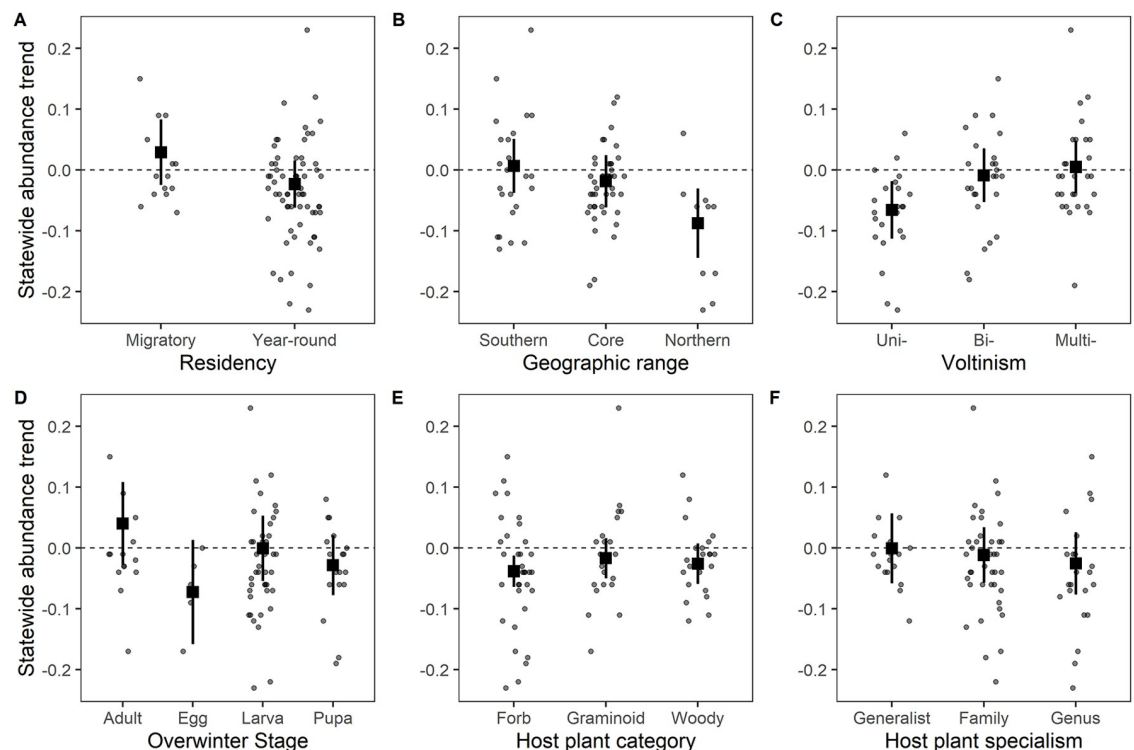 A
B
C
Statewide abundance trend
0.2
0.1
0.0
-0.1
-0.2
0.2
0.1
0.0
-0.1
-0.2
0.2
0.1
0.0
-0.1
-0.2
Migratory Year-round
Southern Core Northern
Uni- Bi- Multi-
Residency
Geographic range
Voltinism
D
E
F
Statewide abundance trend
0.2
0.1
0.0
-0.1
-0.2
0.2
0.1
0.0
-0.1
-0.2
0.2
0.1
0.0
-0.1
-0.2
Adult Egg Larva Pupa
Forb Graminoid Woody
Generalist Family Genus
Overwinter Stage
Host plant category
Host plant specialism